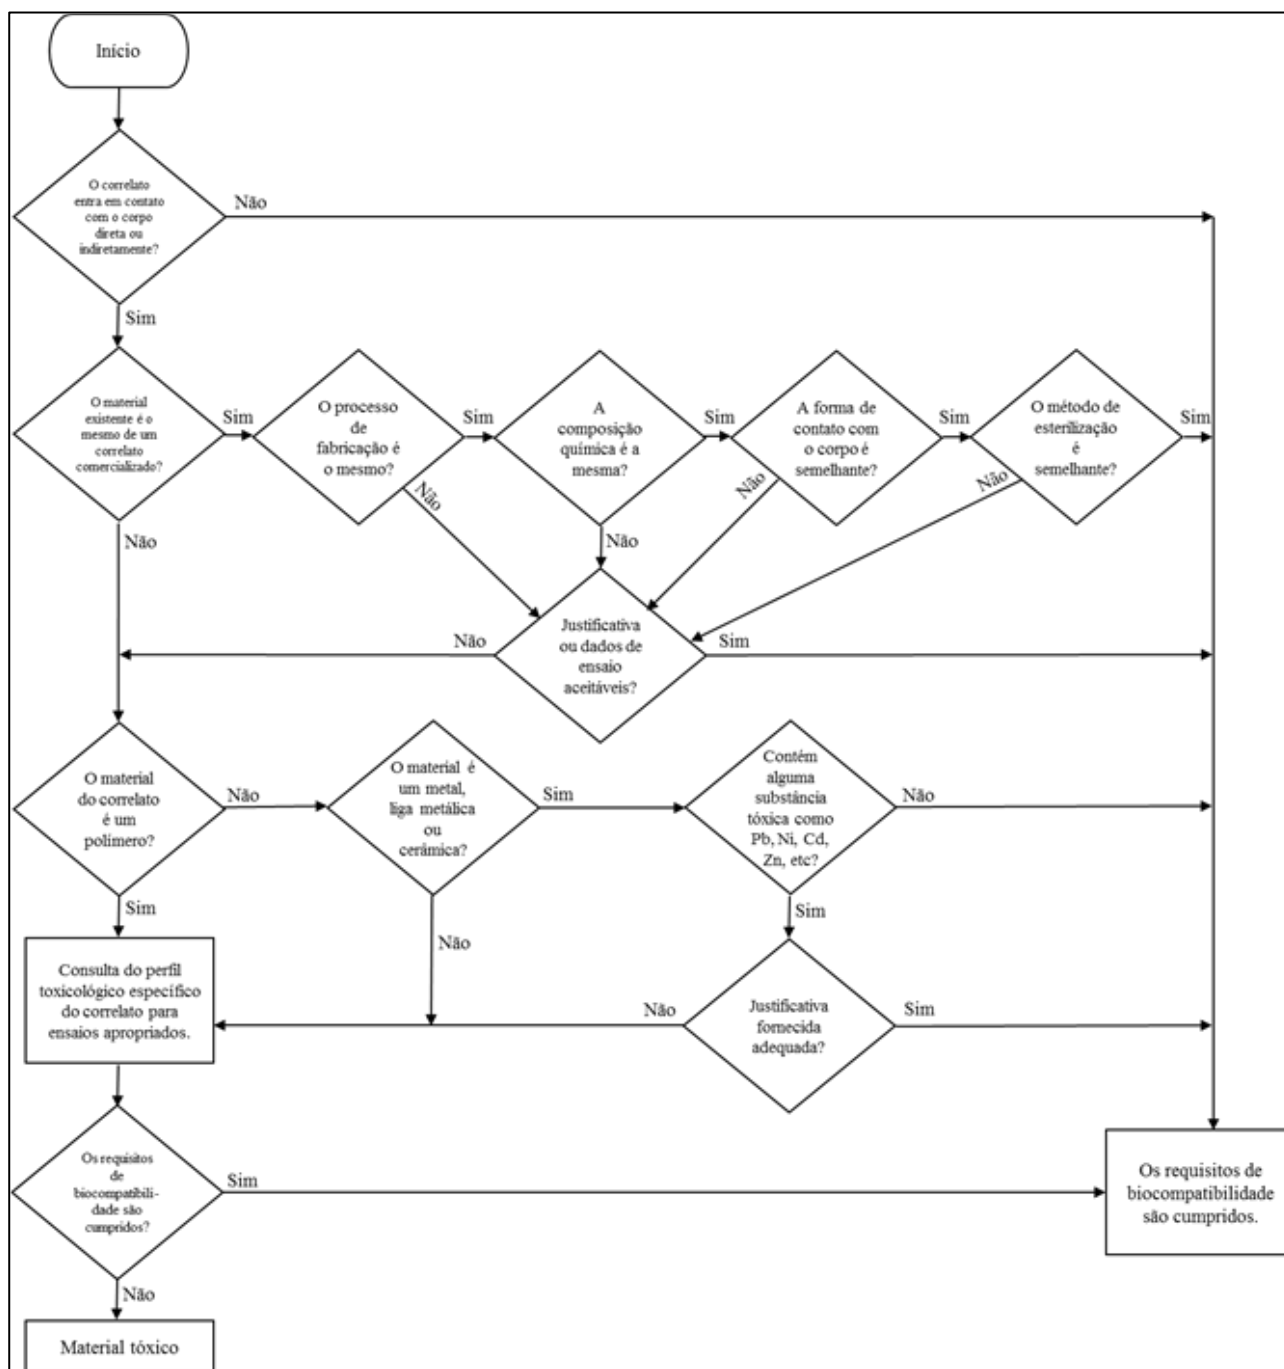 Início
O correlato
entra em contato
com o corpo
direta ou
indiretamente?
Não
Sim
O material
existente é o
mesmo de um
correlato
comercializado?
Sim
O processo
de
fabricação é
o mesmo?
Sim
A
composição
química é a
mesma?
Sim
A forma de
contato com
o corpo é
semelhante?
Sim
O método de
esterilização
é
semelhante?
Sim
Não
Não
Não
Não
Não
Não
Justificativa
ou dados de
ensaio
aceitáveis?
Sim
O material
do correlato
é um
polímero?
Não
O material é
um metal,
liga metálica
ou
cerâmica?
Sim
Contém
alguma
substância
tóxica como
Pb, Ni, Cd,
Zn, etc?
Não
Sim
Não
Sim
Consulta do perfil
toxicológico específico
do correlato para
ensaios apropriados.
Não
Justificativa
fornecida
adequada?
Sim
Os requisitos
de
biocompatibili-
dade são
cumpridos?
Sim
Os requisitos de
biocompatibilidade
são cumpridos.
Não
Material tóxico